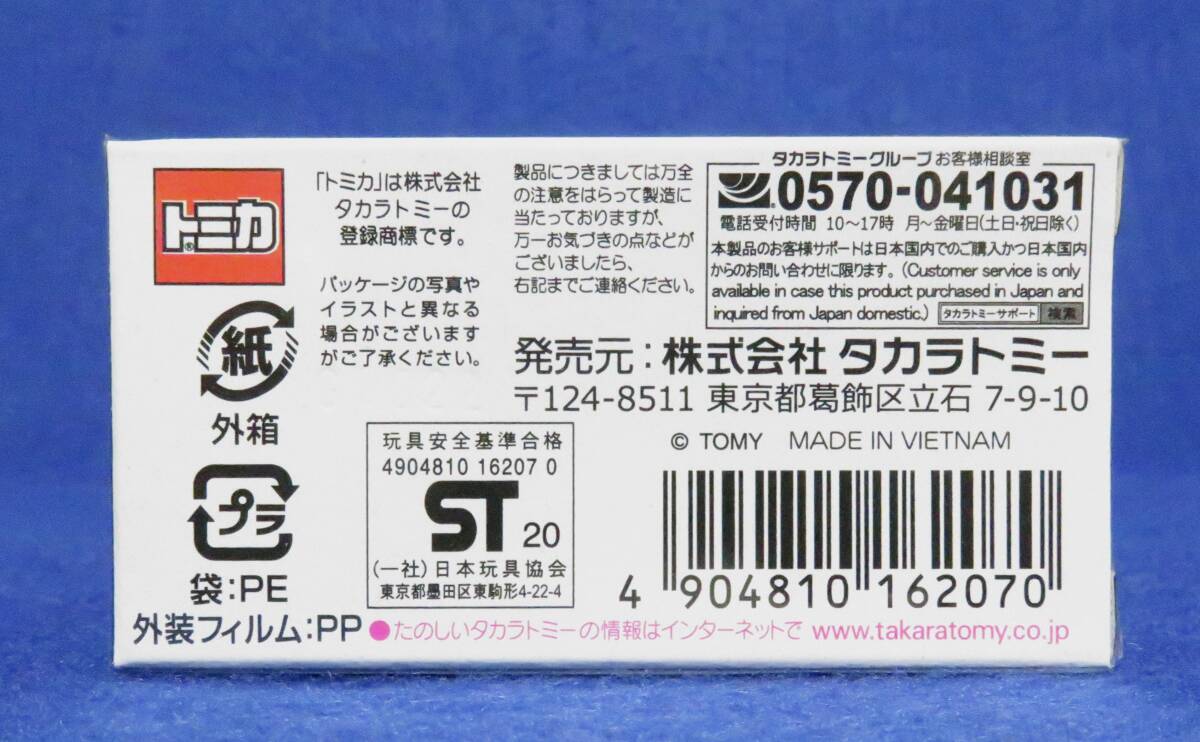 トミカ®
「トミカ」は株式会社
タカラトミーの
登録商標です。
パッケージの写真や
イラストと異なる
場合がございます
がご了承ください。
製品につきましては万全
の注意をはらって製造に
当たっておりますが、
万一お気づきの点などが
ございましたら、
右記までご連絡ください。
タカラトミーグループ お客様相談室
0570-041031
電話受付時間 10〜17時 月〜金曜日(土日・祝日除く)
本製品のお客様サポートは日本国内でのご購入かつ日本国内
からのお問い合わせに限ります。(Customer service is only
available in case this product purchased in Japan and
inquired from Japan domestic.) タカラトミーサポート 検索
発売元:株式会社 タカラトミー
〒124-8511 東京都葛飾区立石 7-9-10
© TOMY MADE IN VIETNAM
紙
外箱
プラ
袋:PE
外装フィルム:PP
玩具安全基準合格
4904810 16207 0
ST 20
(一社)日本玩具協会
東京都墨田区東駒形4-22-4
4 904810 162070
●たのしいタカラトミーの情報はインターネットで www.takaratomy.co.jp